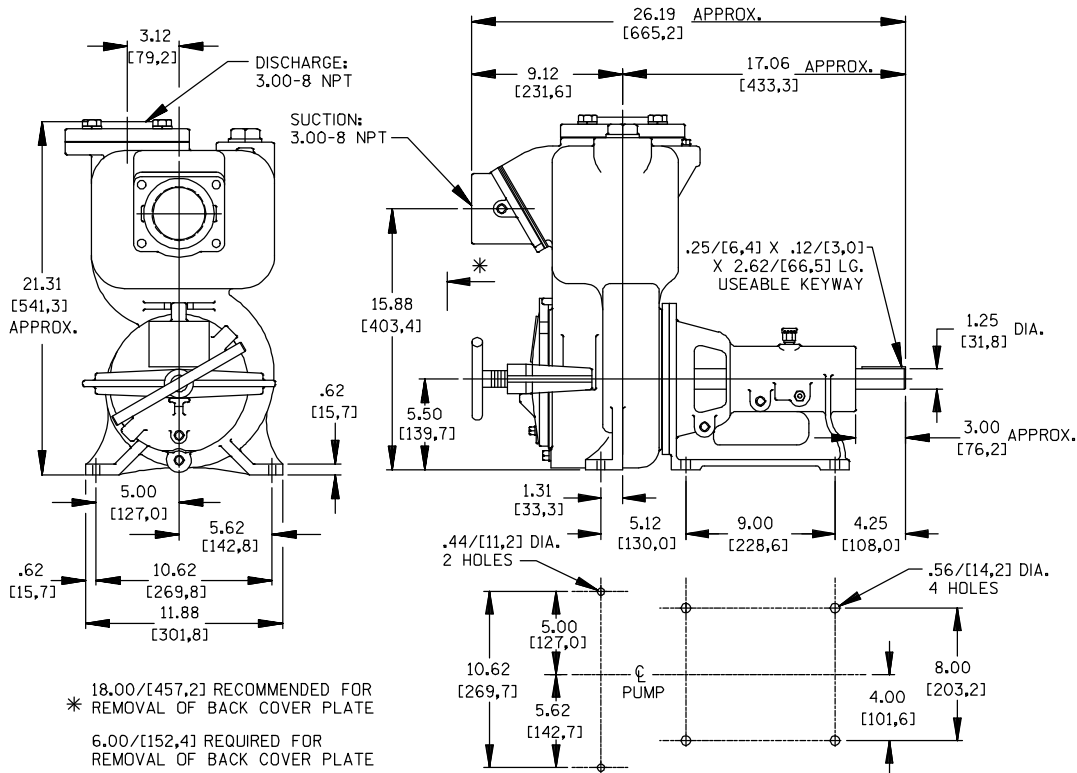 26.19 APPROX.
[665,2]
3.12
[79,2]
DISCHARGE:
3.00-8 NPT
9.12
[231,6]
17.06 APPROX.
[433,3]
SUCTION:
3.00-8 NPT
.25/[6,4] X .12/[3,0]
X 2.62/[66,5] LG.
USEABLE KEYWAY
*
21.31
[541,3]
APPROX.
15.88
[403,4]
1.25 DIA.
[31,8]
.62
[15,7]
5.50
[139,7]
3.00 APPROX.
[76,2]
5.00
[127,0]
5.62
[142,8]
1.31
[33,3]
5.12
[130,0]
9.00
[228,6]
4.25
[108,0]
.62
[15,7]
10.62
[269,8]
11.88
[301,8]
.44/[11,2] DIA.
2 HOLES
.56/[14,2] DIA.
4 HOLES
5.00
[127,0]
10.62
[269,7]
CL
PUMP
8.00
[203,2]
5.62
[142,7]
4.00
[101,6]
* 18.00/[457,2] RECOMMENDED FOR
REMOVAL OF BACK COVER PLATE
6.00/[152,4] REQUIRED FOR
REMOVAL OF BACK COVER PLATE